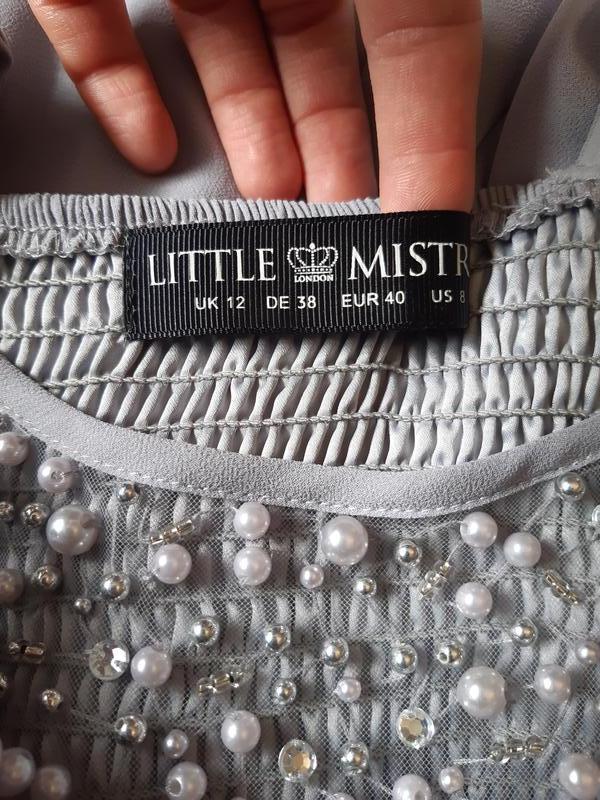 LITTLE MISTR
LONDON
UK 12 DE 38 EUR 40 US 8